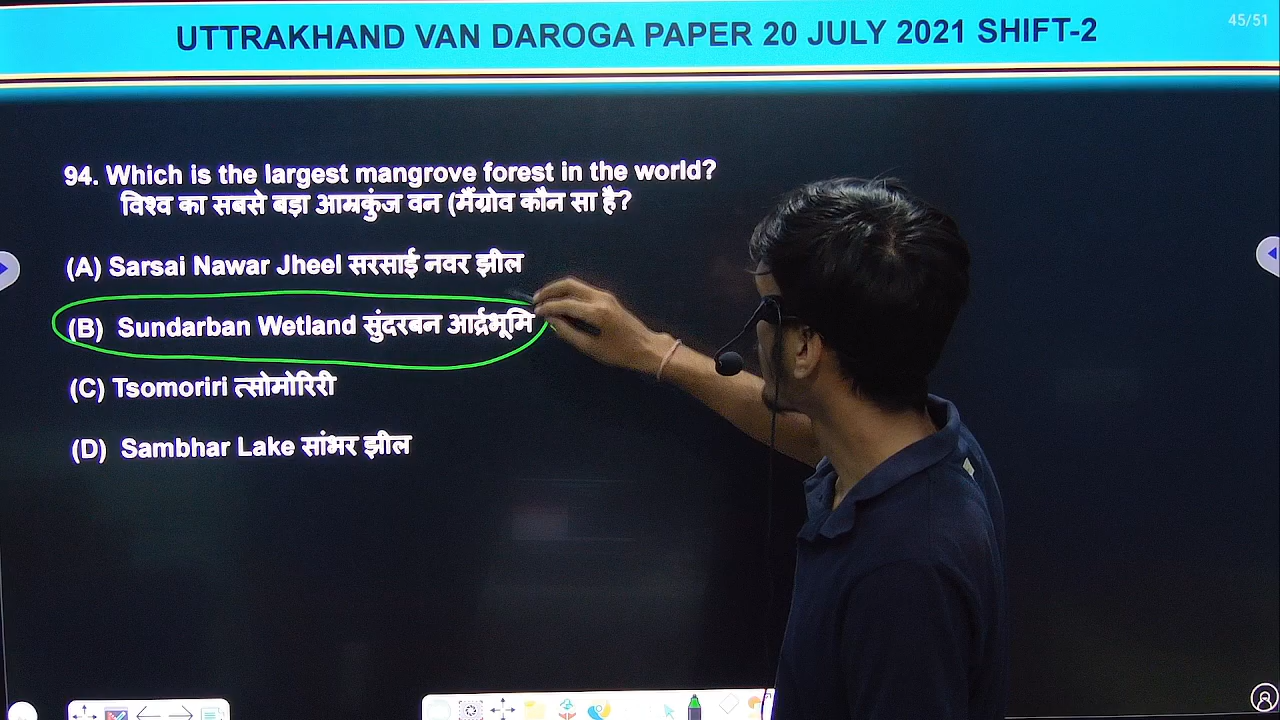 45/51
UTTRAKHAND VAN DAROGA PAPER 20 JULY 2021 SHIFT-2
94. Which is the largest mangrove forest in the world?
विश्व का सबसे बड़ा आम्रकुंज वन (मैंग्रोव कौन सा है?
(A) Sarsai Nawar Jheel सरसाई नवर झील
(B) Sundarban Wetland सुंदरबन आर्द्रभूमि
(C) Tsomoriri त्सोमोरिरी
(D) Sambhar Lake सांभर झील